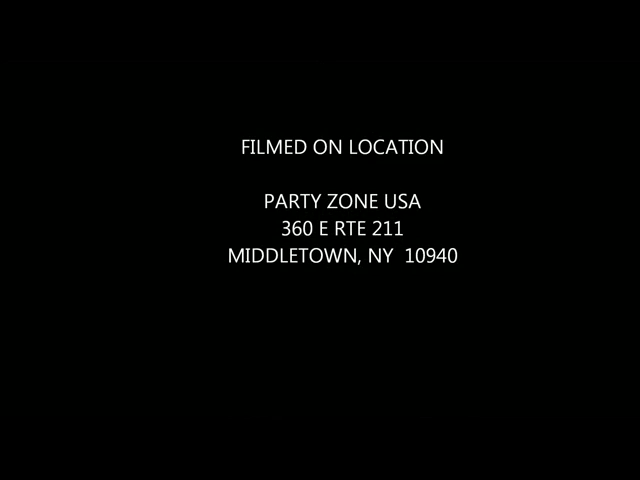 FILMED ON LOCATION
PARTY ZONE USA
360 E RTE 211
MIDDLETOWN, NY  10940